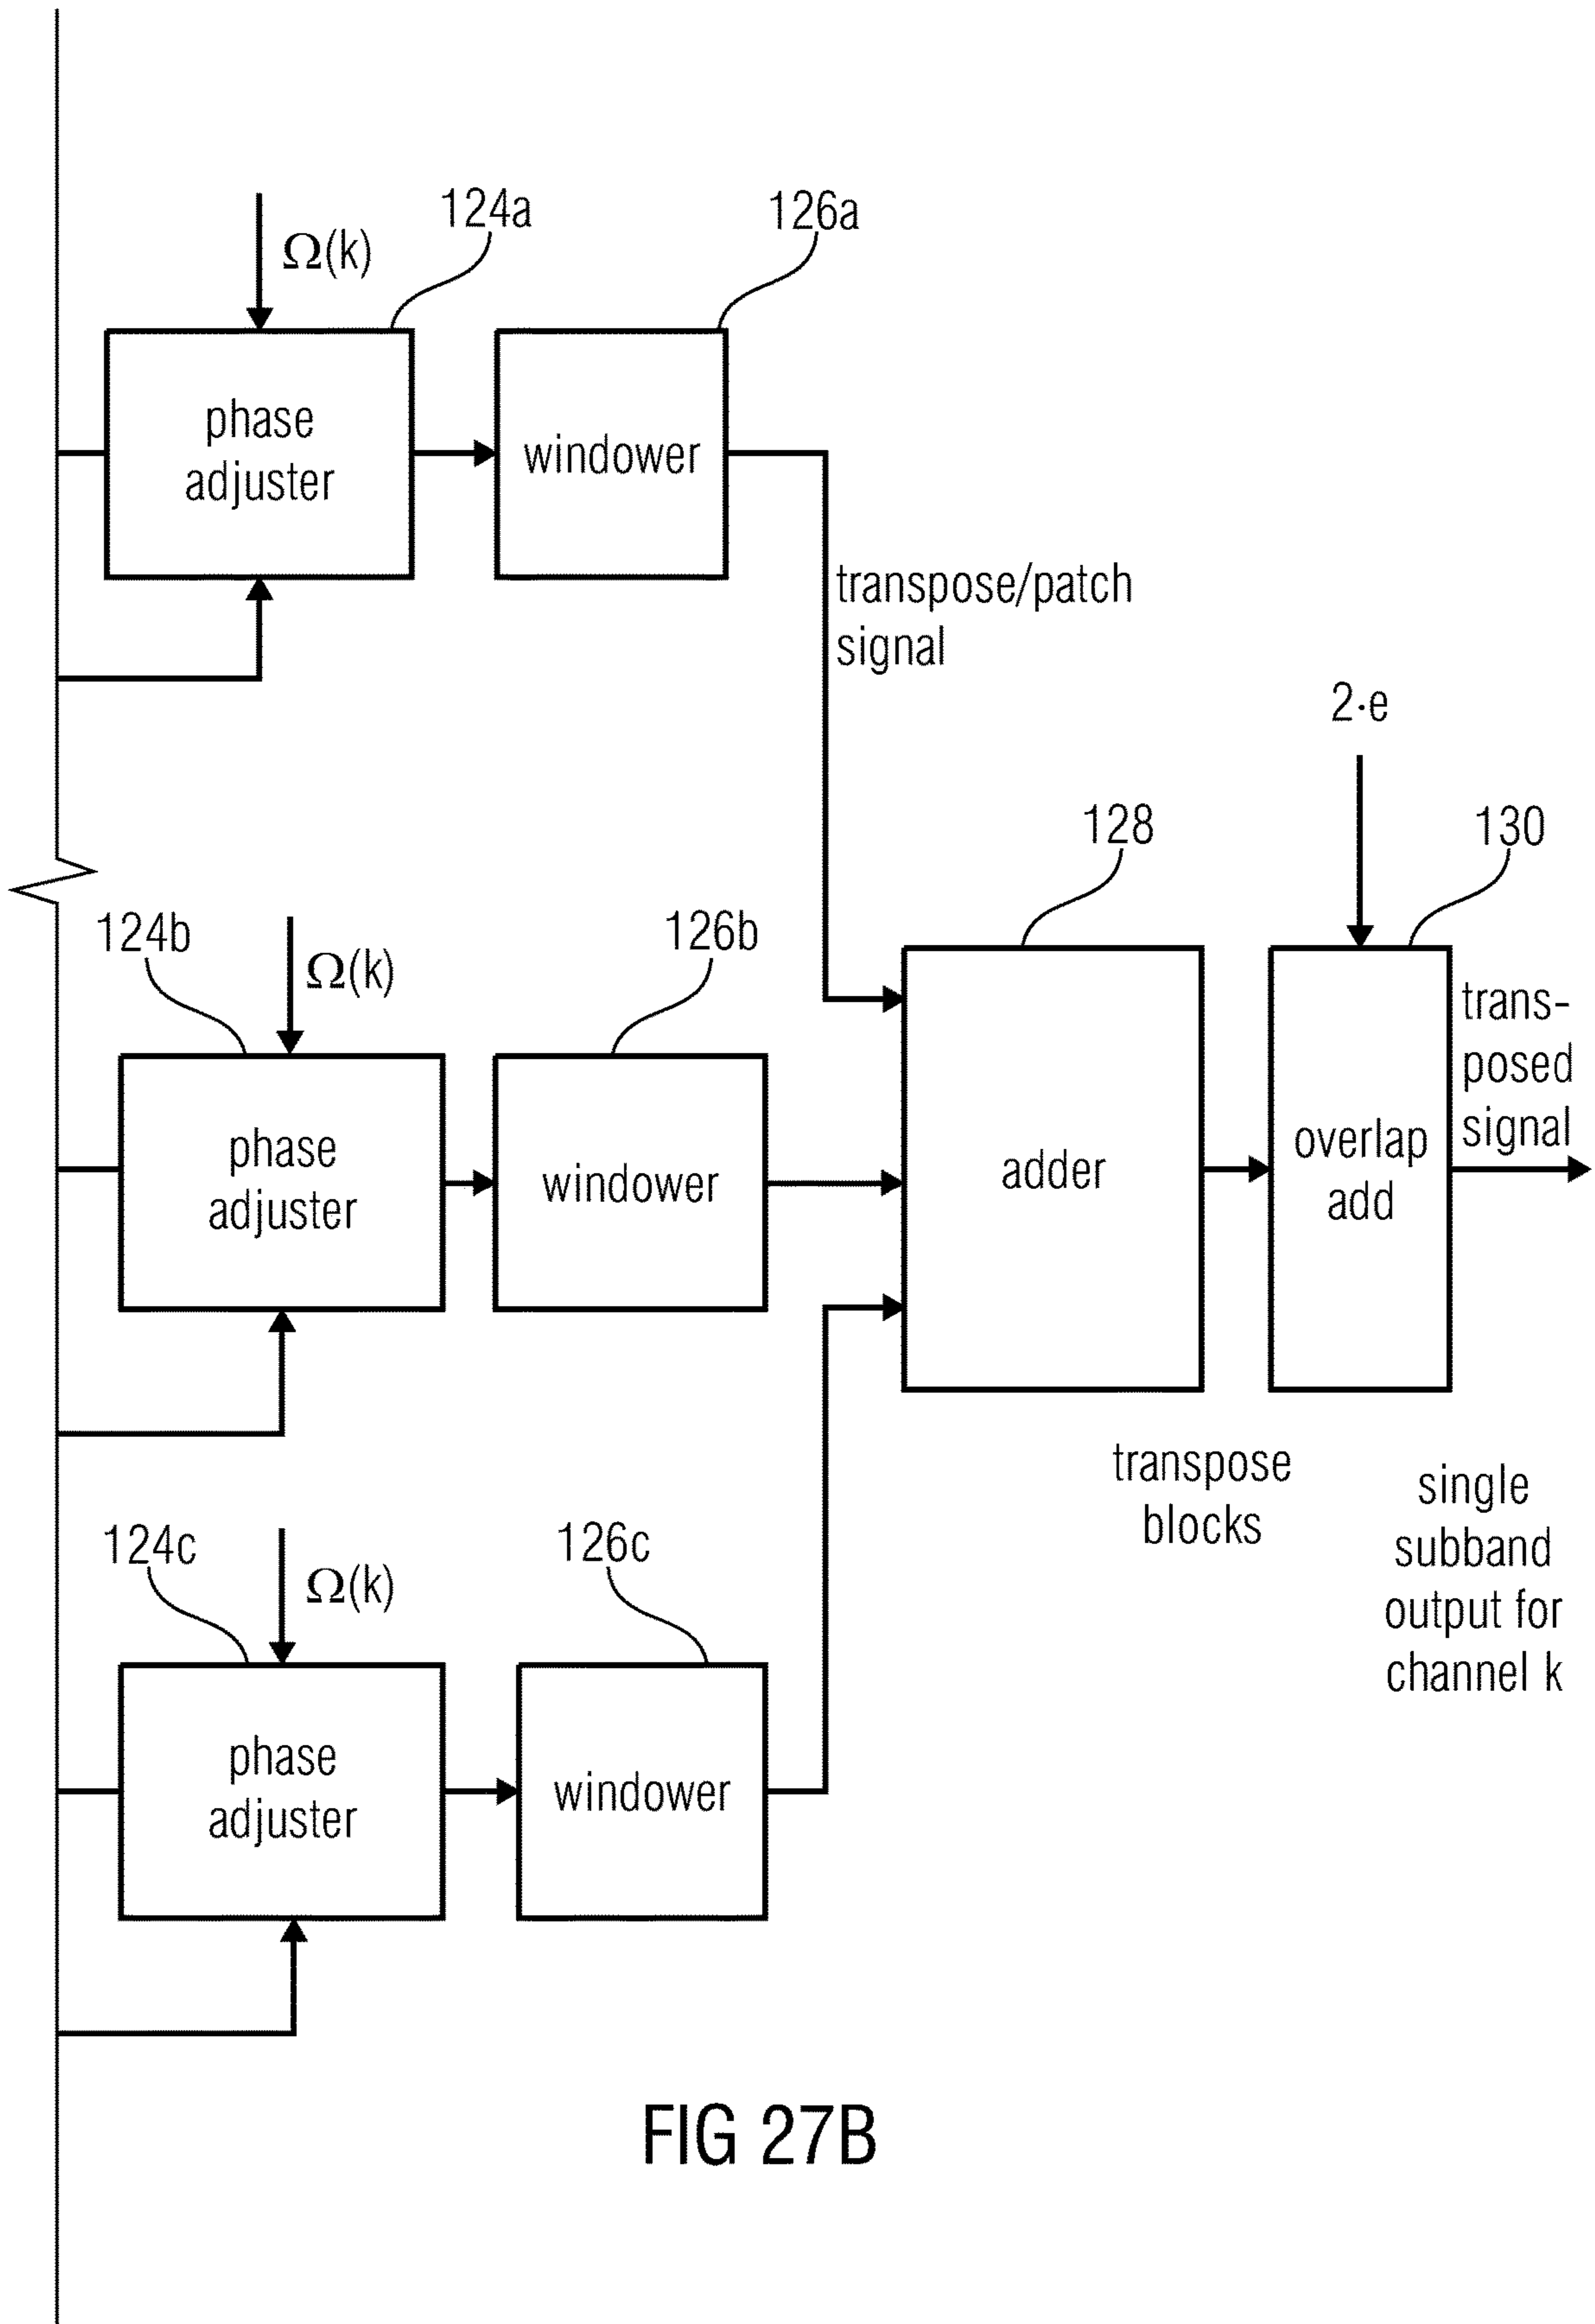 124a
126a
Ω(k)
phase
adjuster
windower
transpose/patch
signal
2·e
128
130
124b
126b
Ω(k)
phase
adjuster
windower
adder
overlap
add
trans-
posed
signal
transpose
blocks
single
subband
output for
channel k
124c
126c
Ω(k)
phase
adjuster
windower
FIG 27B